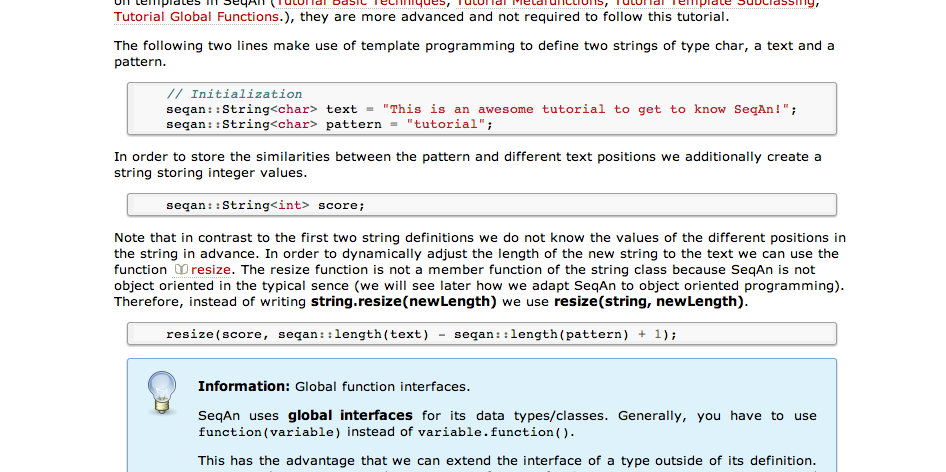 on templates in SeqAn (Tutorial Basic Techniques, Tutorial Metafunctions, Tutorial Template Subclassing,
Tutorial Global Functions.), they are more advanced and not required to follow this tutorial.
The following two lines make use of template programming to define two strings of type char, a text and a
pattern.
// Initialization
seqan::String<char> text = "This is an awesome tutorial to get to know SeqAn!";
seqan::String<char> pattern = "tutorial";
In order to store the similarities between the pattern and different text positions we additionally create a
string storing integer values.
seqan::String<int> score;
Note that in contrast to the first two string definitions we do not know the values of the different positions in
the string in advance. In order to dynamically adjust the length of the new string to the text we can use the
function resize. The resize function is not a member function of the string class because SeqAn is not
object oriented in the typical sence (we will see later how we adapt SeqAn to object oriented programming).
Therefore, instead of writing string.resize(newLength) we use resize(string, newLength).
resize(score, seqan::length(text) - seqan::length(pattern) + 1);
Information: Global function interfaces.
SeqAn uses global interfaces for its data types/classes. Generally, you have to use
function(variable) instead of variable.function().
This has the advantage that we can extend the interface of a type outside of its definition.